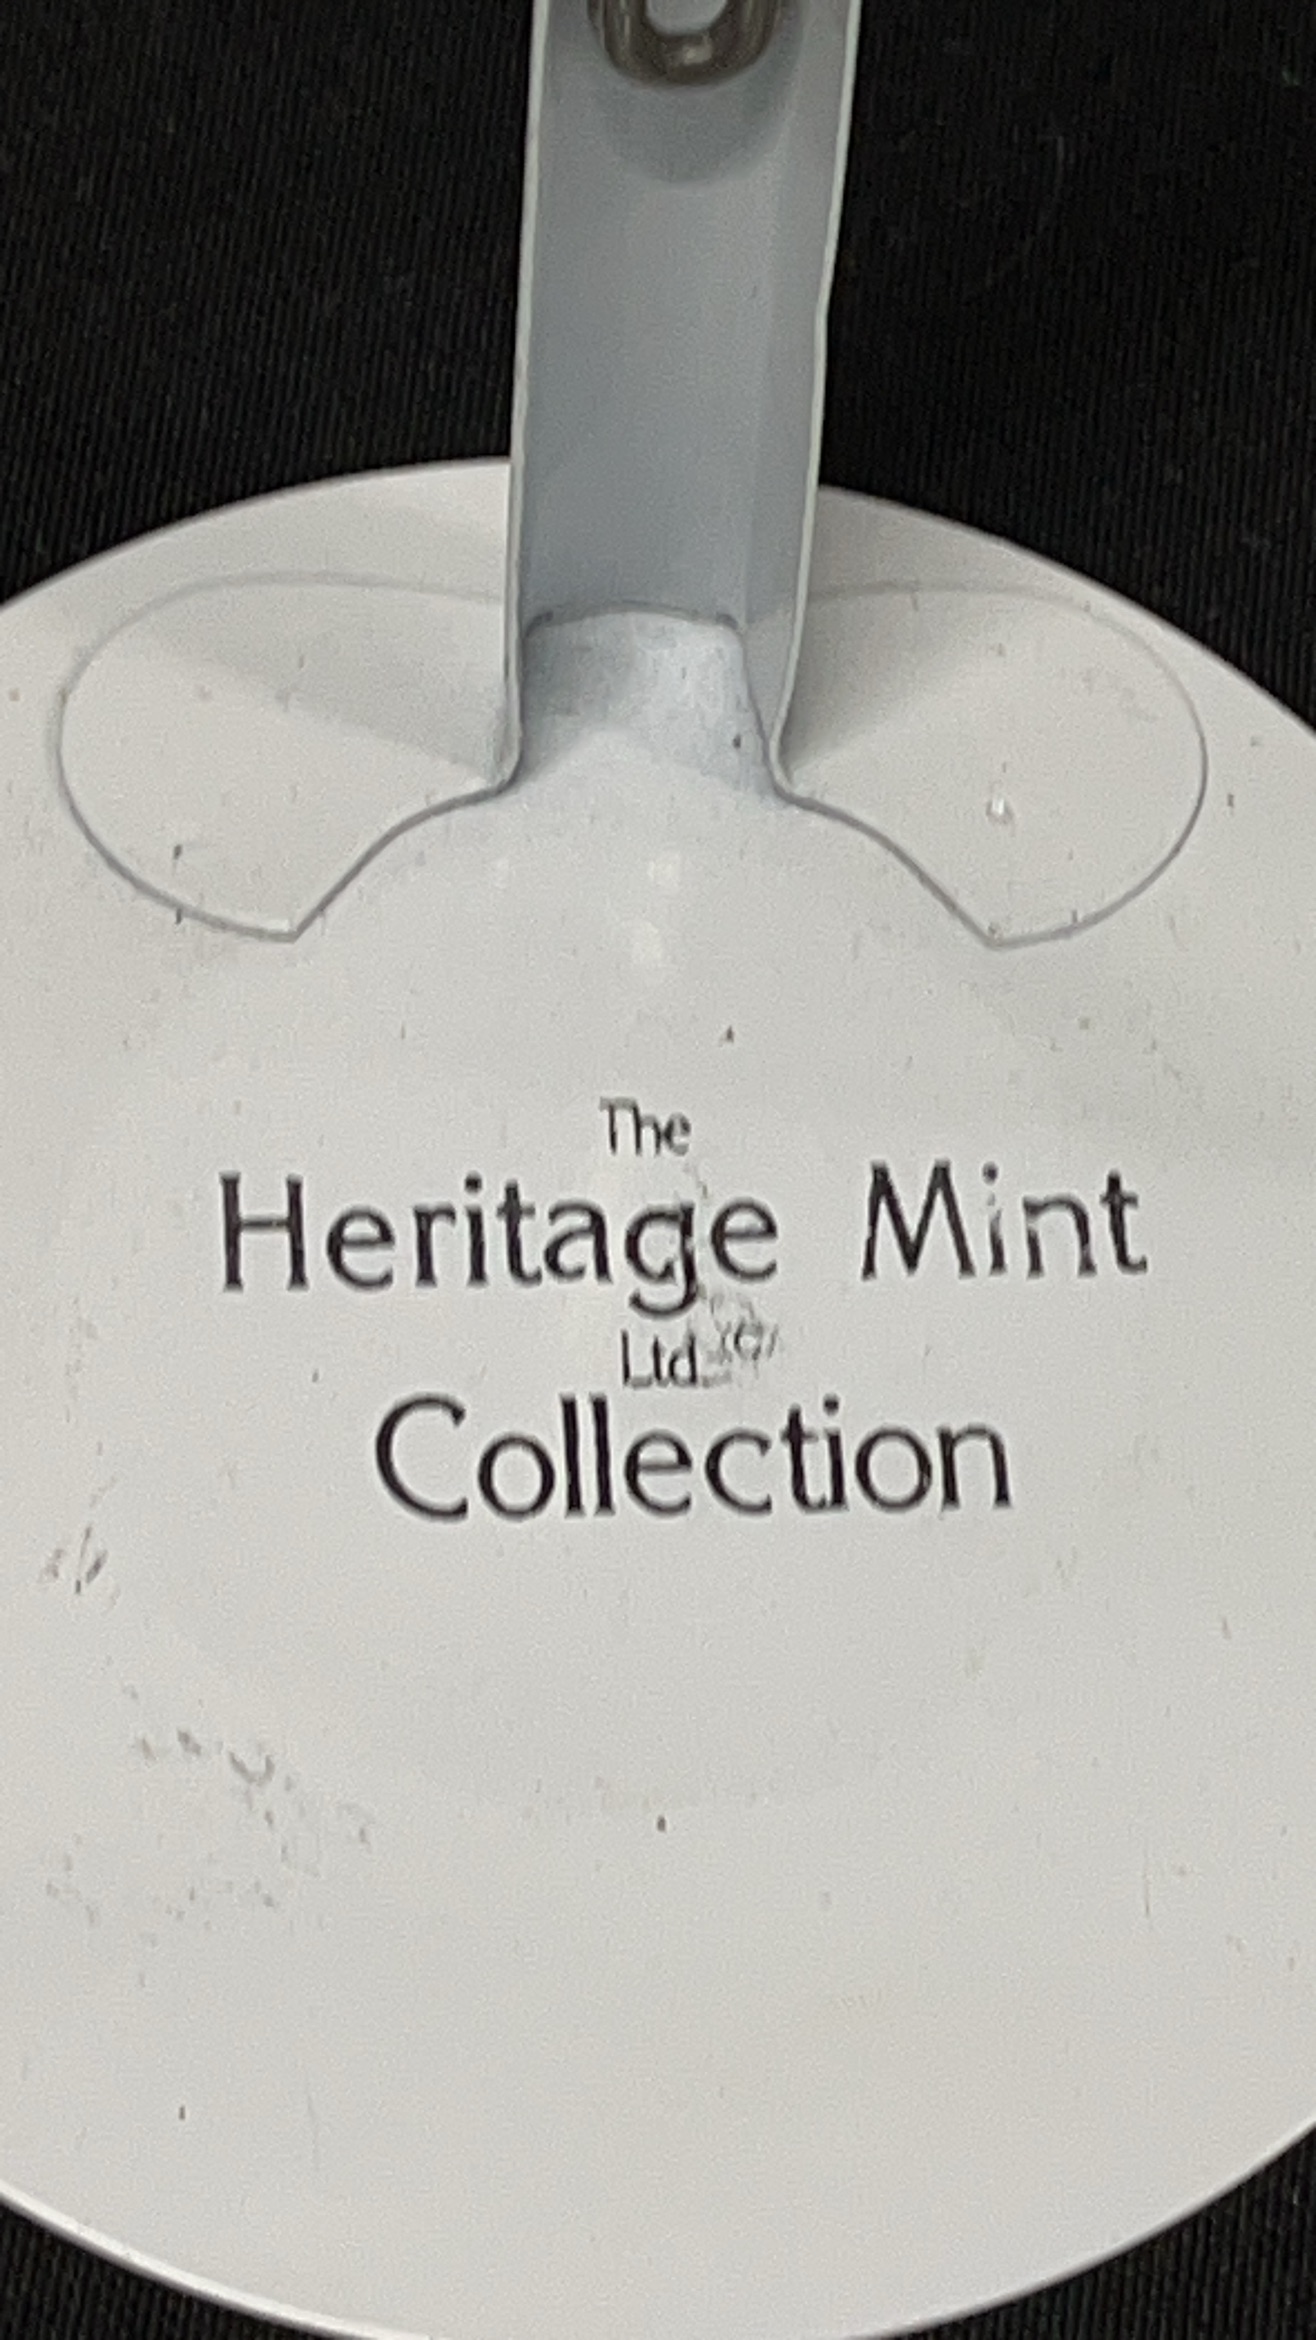 The
Heritage Mint
Ltd.
Collection